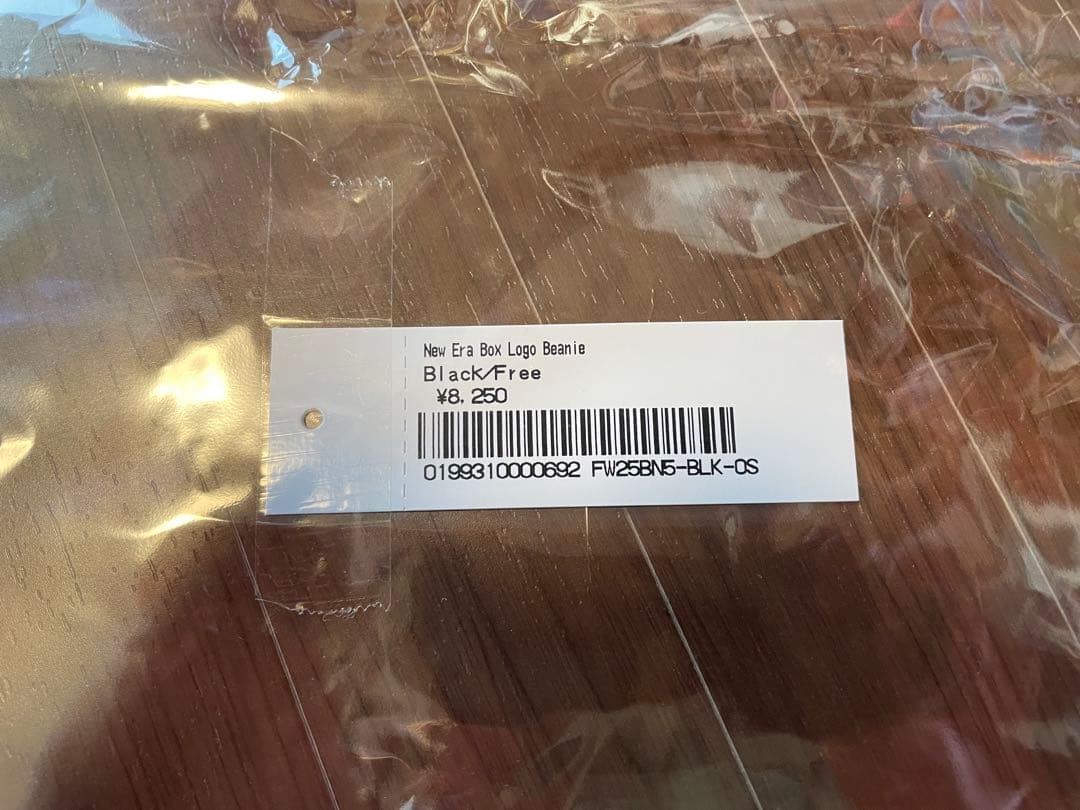 New Era Box Logo Beanie
Black/Free
¥8,250
0199310000692 FW25BN5-BLK-OS